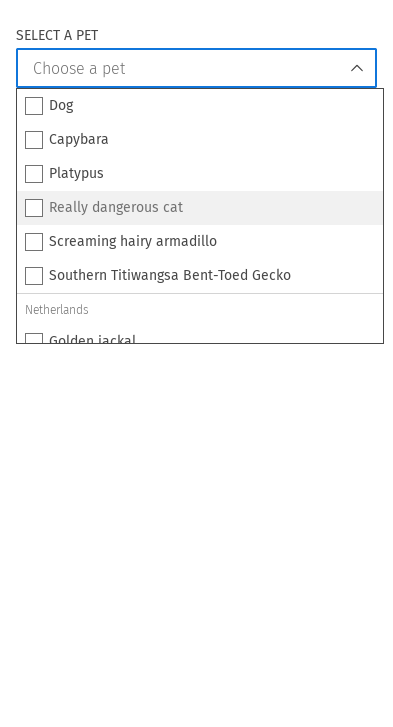 SELECT A PET
Choose a pet
Dog
Capybara
Platypus
Really dangerous cat
Screaming hairy armadillo
Southern Titiwangsa Bent-Toed Gecko
Netherlands
Golden jackal